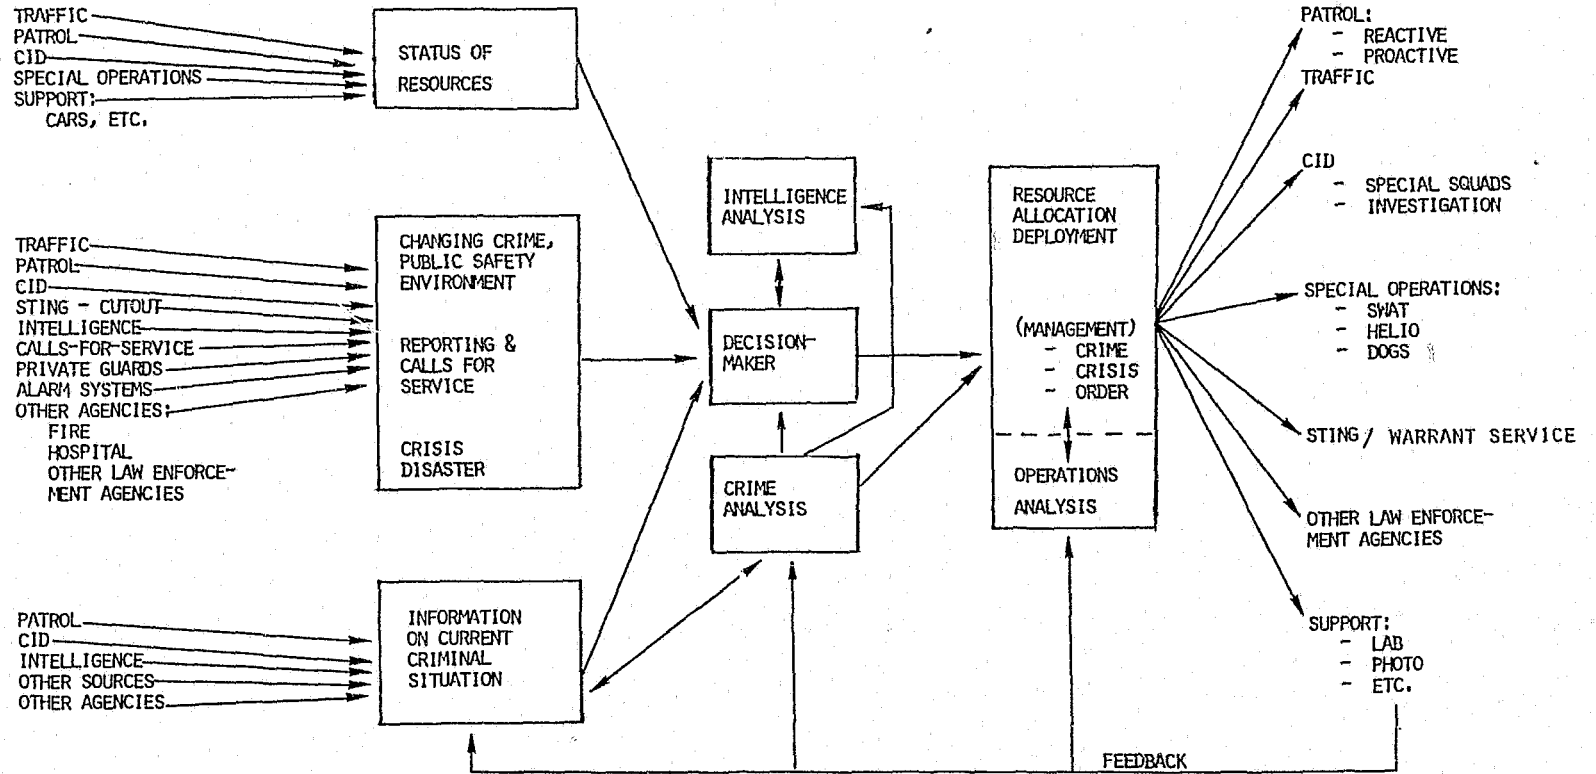 TRAFFIC
PATROL
CID
SPECIAL OPERATIONS
SUPPORT:
CARS, ETC.
STATUS OF
RESOURCES
TRAFFIC
PATROL
CID
STING - CUTOUT
INTELLIGENCE
CALLS-FOR-SERVICE
PRIVATE GUARDS
ALARM SYSTEMS
OTHER AGENCIES:
FIRE
HOSPITAL
OTHER LAW ENFORCE-
MENT AGENCIES
CHANGING CRIME,
PUBLIC SAFETY
ENVIRONMENT
REPORTING &
CALLS FOR
SERVICE
CRISIS
DISASTER
PATROL
CID
INTELLIGENCE
OTHER SOURCES
OTHER AGENCIES
INFORMATION
ON CURRENT
CRIMINAL
SITUATION
INTELLIGENCE
ANALYSIS
DECISION-
MAKER
CRIME
ANALYSIS
RESOURCE
ALLOCATION
DEPLOYMENT
(MANAGEMENT)
- CRIME
- CRISIS
- ORDER
OPERATIONS
ANALYSIS
PATROL:
- REACTIVE
- PROACTIVE
TRAFFIC
CID
- SPECIAL SQUADS
- INVESTIGATION
SPECIAL OPERATIONS:
- SWAT
- HELIO
- DOGS
STING/ WARRANT SERVICE
OTHER LAW ENFORCE-
MENT AGENCIES
SUPPORT:
- LAB
- PHOTO
- ETC.
FEEDBACK